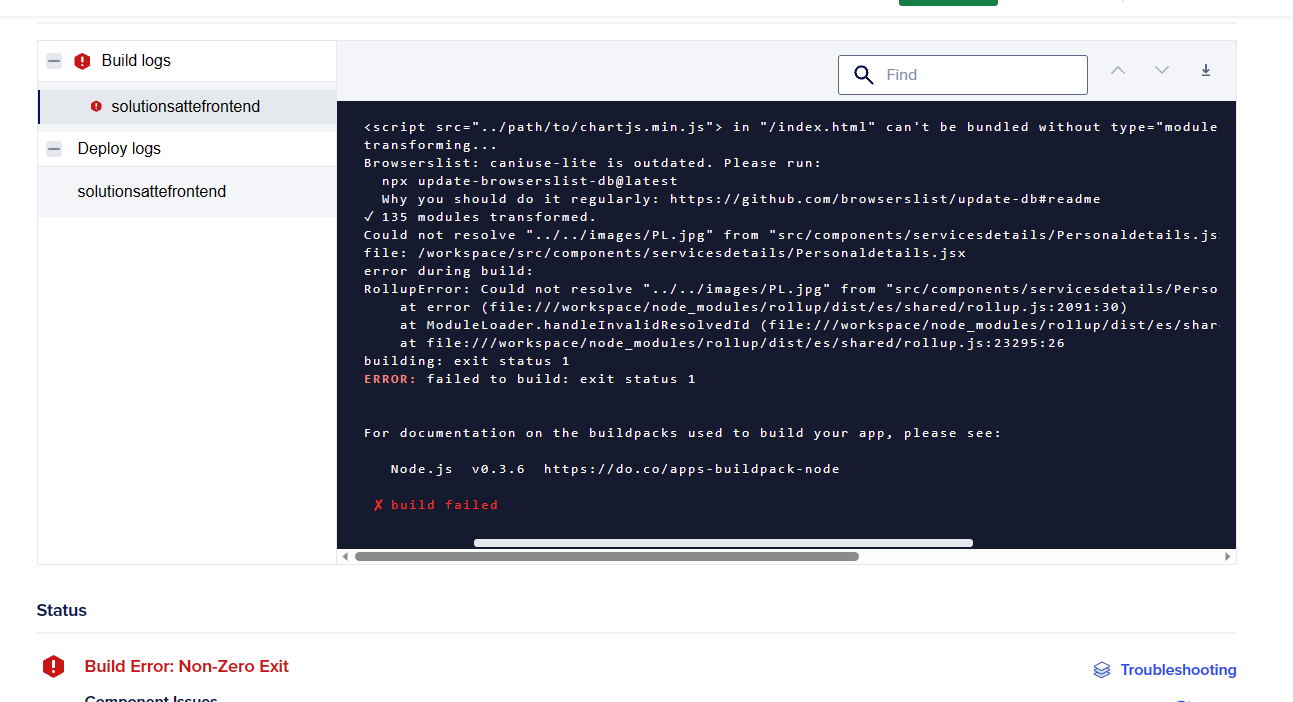 Build logs
solutionsattefrontend
Deploy logs
solutionsattefrontend
Find
<script src="../path/to/chartjs.min.js"> in "/index.html" can't be bundled without type="module
transforming...
Browserslist: caniuse-lite is outdated. Please run:
npx update-browserslist-db@latest
Why you should do it regularly: https://github.com/browserslist/update-db#readme
✓ 135 modules transformed.
Could not resolve "../../images/PL.jpg" from "src/components/servicesdetails/Personaldetails.js
file: /workspace/src/components/servicesdetails/Personaldetails.jsx
error during build:
RollupError: Could not resolve "../../images/PL.jpg" from "src/components/servicesdetails/Perso
at error (file:///workspace/node_modules/rollup/dist/es/shared/rollup.js:2091:30)
at ModuleLoader.handleInvalidResolvedId (file:///workspace/node_modules/rollup/dist/es/shar
at file:///workspace/node_modules/rollup/dist/es/shared/rollup.js:23295:26
building: exit status 1
ERROR: failed to build: exit status 1
For documentation on the buildpacks used to build your app, please see:
Node.js v0.3.6 https://do.co/apps-buildpack-node
✗ build failed
Status
Build Error: Non-Zero Exit
Troubleshooting
Component Issues